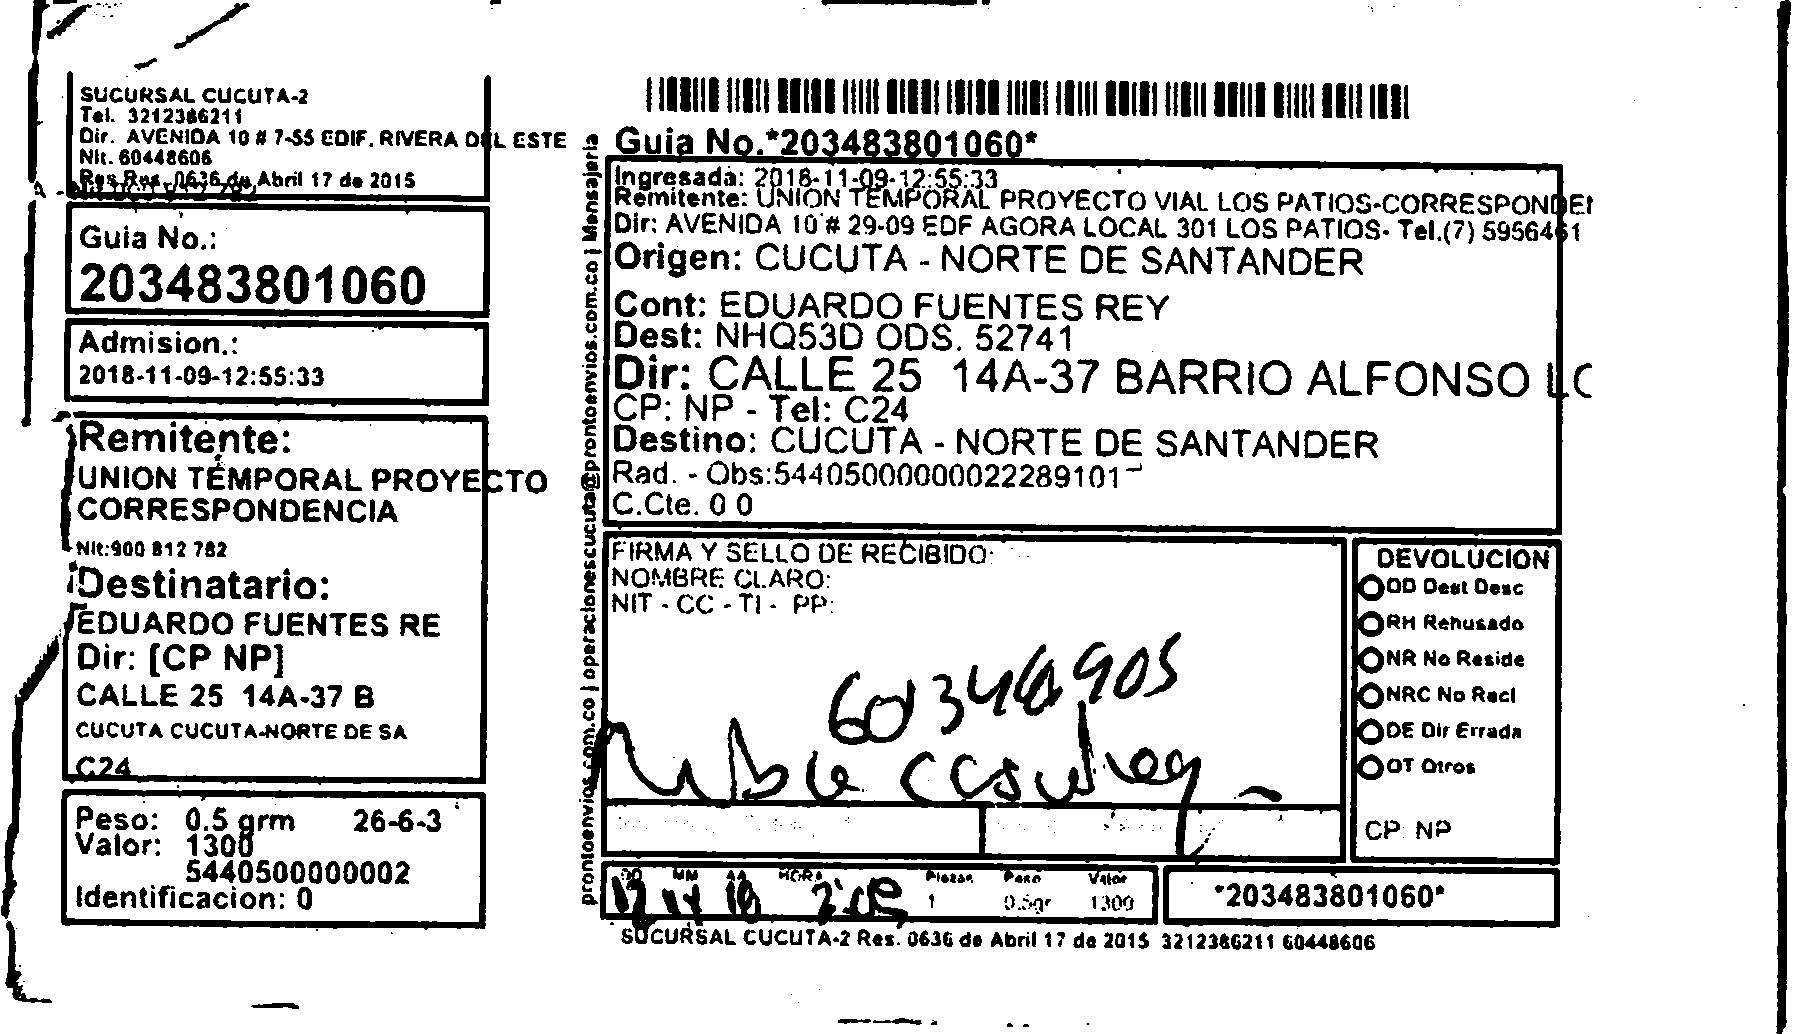 SUCURSAL CUCUTA-2
Tel. 3212386211
Dir. AVENIDA 10 # 7-55 EDIF. RIVERA DEL ESTE
Nit. 60448606
Res.Res. 0636 de Abril 17 de 2015
Guia No.:
203483801060
Admision.:
2018-11-09-12:55:33
Remitente:
UNION TEMPORAL PROYECTO
CORRESPONDENCIA
Nit:900 812 782
Destinatario:
EDUARDO FUENTES RE
Dir: [CP NP]
CALLE 25 14A-37 B
CUCUTA CUCUTA-NORTE DE SA
C24
Peso: 0.5 grm 26-6-3
Valor: 1300
5440500000002
Identificacion: 0
prontoenvios.com.co | operacionescucuta@prontoenvios.com.co | Mensajeria
Guia No.*203483801060*
Ingresada: 2018-11-09-12:55:33
Remitente: UNION TEMPORAL PROYECTO VIAL LOS PATIOS-CORRESPONDEN
Dir: AVENIDA 10 # 29-09 EDF AGORA LOCAL 301 LOS PATIOS- Tel.(7) 5956461
Origen: CUCUTA - NORTE DE SANTANDER
Cont: EDUARDO FUENTES REY
Dest: NHQ53D ODS. 52741
Dir: CALLE 25 14A-37 BARRIO ALFONSO LO
CP: NP - Tel: C24
Destino: CUCUTA - NORTE DE SANTANDER
Rad. - Obs:54405000000022289101
C.Cte. 0 0
FIRMA Y SELLO DE RECIBIDO:
NOMBRE CLARO:
NIT - CC - TI - PP:
DEVOLUCION
OD Dest Desc
RH Rehusado
NR No Reside
NRC No Recl
DE Dir Errada
OT Otros
CP: NP
DD MM AA HORA Piezas Peso Valor
1 0.5gr 1300
*203483801060*
SUCURSAL CUCUTA-2 Res. 0636 de Abril 17 de 2015 3212386211 60448606